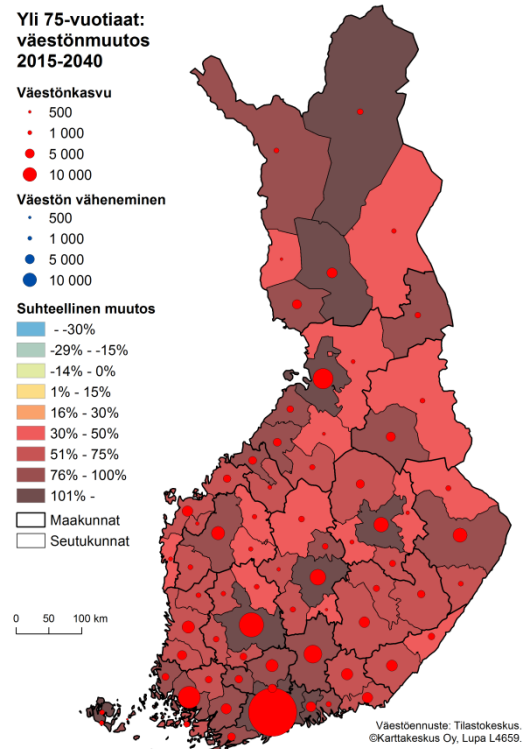 Yli 75-vuotiaat:
väestönmuutos
2015-2040
Väestönkasvu
500
1 000
5 000
10 000
Väestön väheneminen
500
1 000
5 000
10 000
Suhteellinen muutos
- -30%
-29% - -15%
-14% - 0%
1% - 15%
16% - 30%
30% - 50%
51% - 75%
76% - 100%
101% -
Maakunnat
Seutukunnat
0 50 100 km
Väestöennuste: Tilastokeskus.
©Karttakeskus Oy, Lupa L4659.